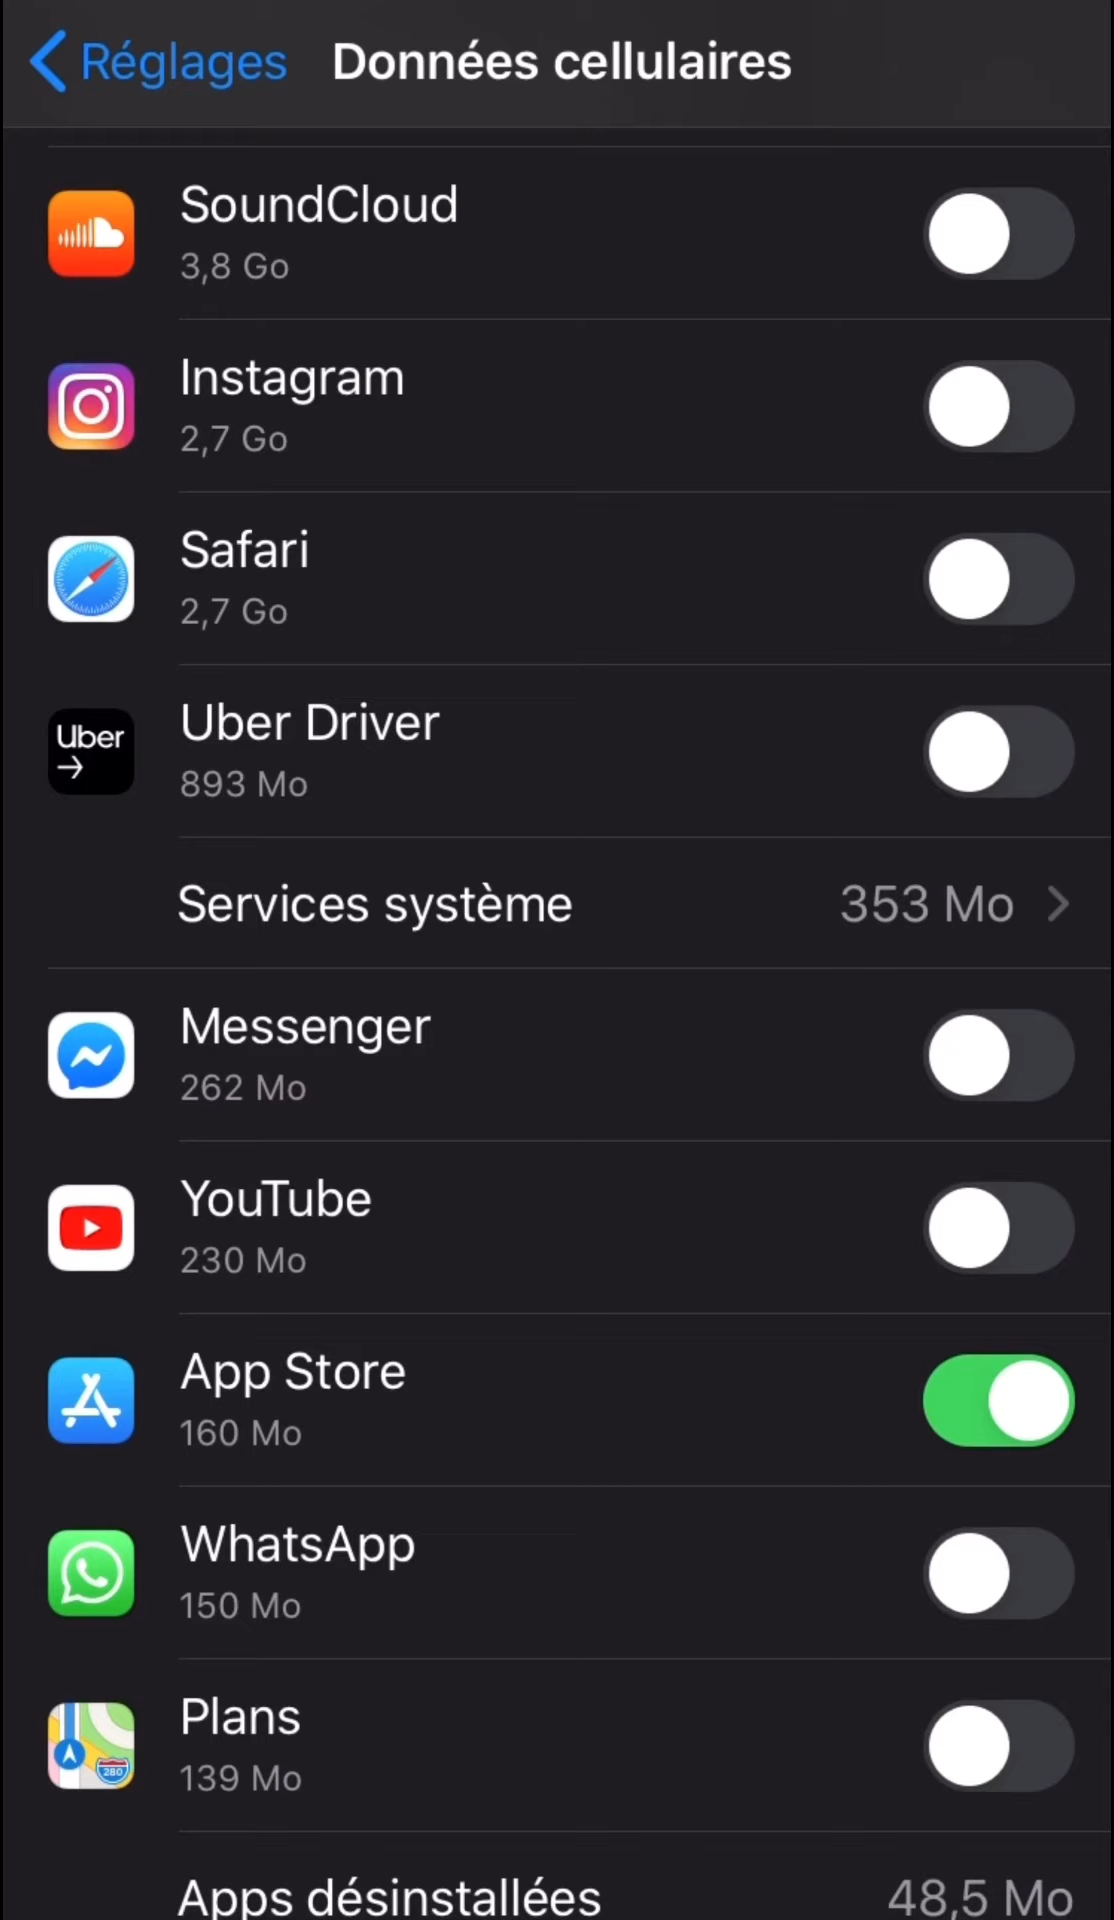 Réglages Données cellulaires
SoundCloud
3,8 Go
Instagram
2,7 Go
Safari
2,7 Go
Uber
Uber Driver
893 Mo
Services système 353 Mo
Messenger
262 Mo
YouTube
230 Mo
App Store
160 Mo
WhatsApp
150 Mo
Plans
280
139 Mo
Apps désinstallées 48,5 Mo